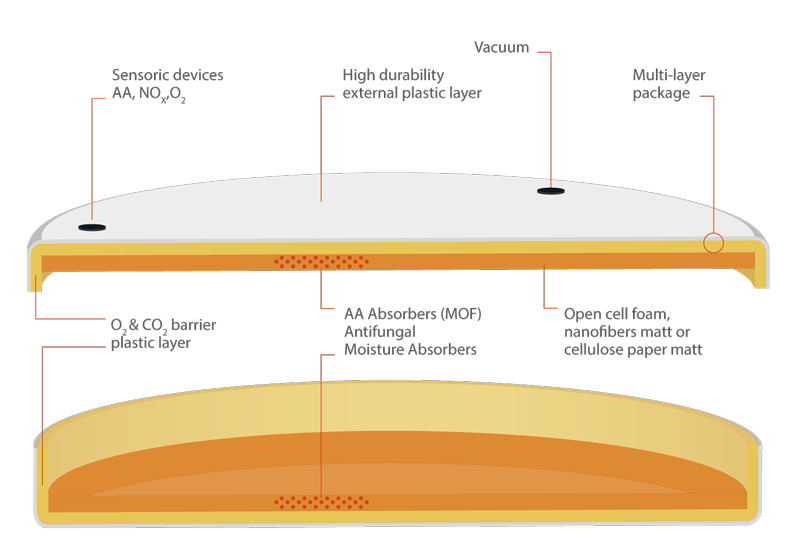 Vacuum
Sensoric devices
AA, NOX,O2
High durability
external plastic layer
Multi-layer
package
O2 & CO2 barrier
plastic layer
AA Absorbers (MOF)
Antifungal
Moisture Absorbers
Open cell foam,
nanofibers matt or
cellulose paper matt